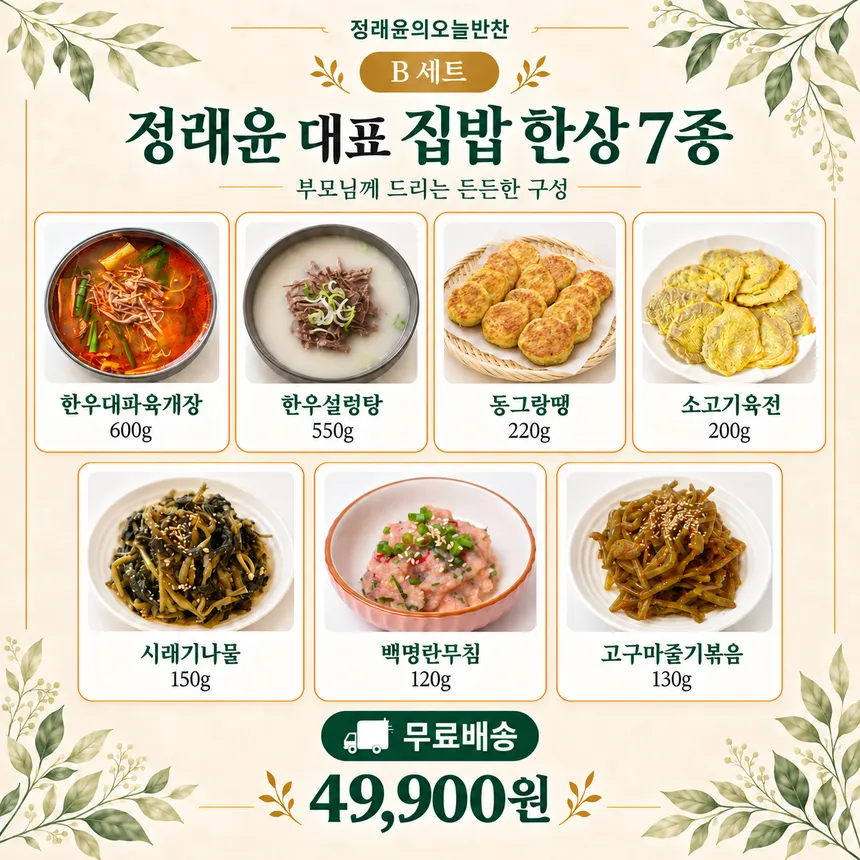 정래윤의오늘반찬
B 세트
정래윤 대표 집밥 한상 7종
부모님께 드리는 든든한 구성
한우대파육개장
600g
한우설렁탕
550g
동그랑땡
220g
소고기육전
200g
시래기나물
150g
백명란무침
120g
고구마줄기볶음
130g
무료배송
49,900원